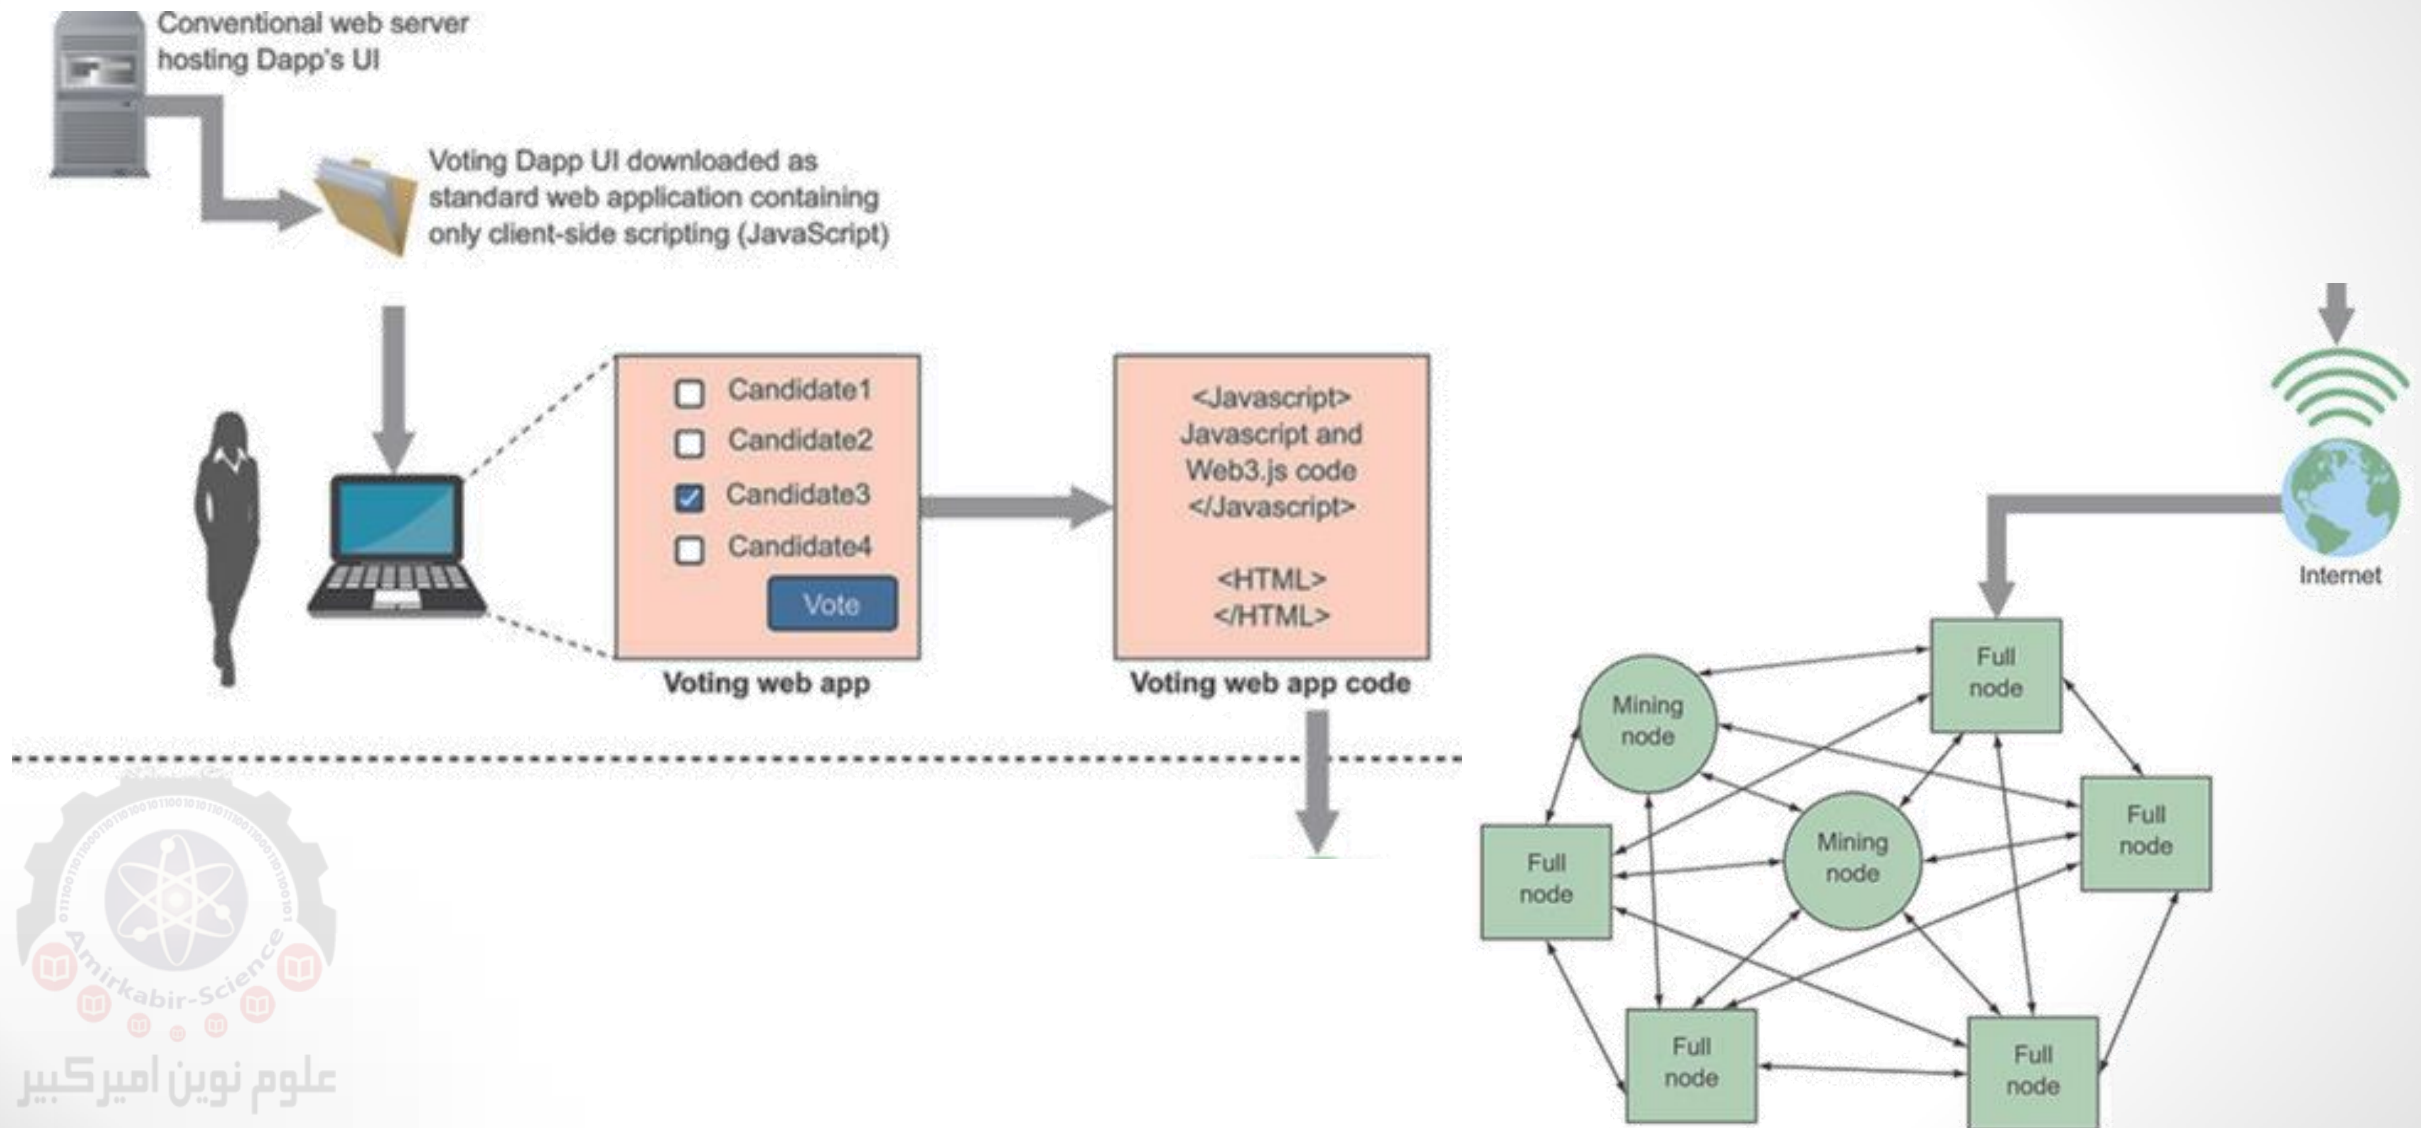 Conventional web server
hosting Dapp's UI
Voting Dapp UI downloaded as
standard web application containing
only client-side scripting (JavaScript)
Candidate1
Candidate2
Candidate3
Candidate4
Vote
Voting web app
<Javascript>
Javascript and
Web3.js code
</Javascript>
<HTML>
</HTML>
Voting web app code
Internet
Full
node
Mining
node
Full
node
Mining
node
Full
node
Full
node
Full
node
Amirkabir-Science
علوم نوین امیرکبیر